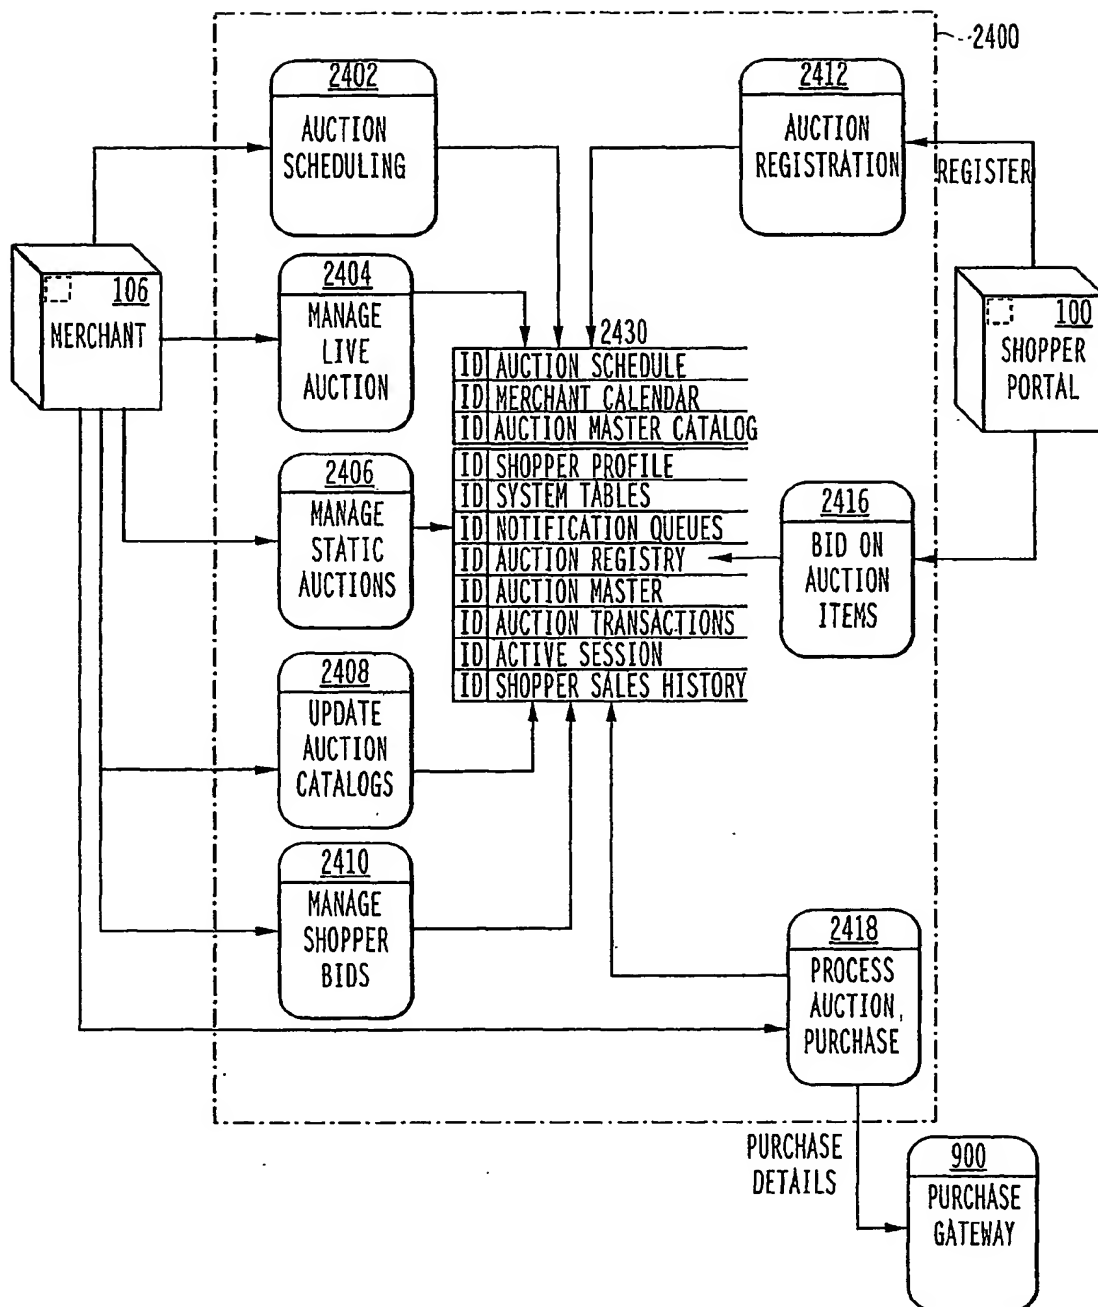 2400
2402
AUCTION
SCHEDULING
2412
AUCTION
REGISTRATION
REGISTER
106
MERCHANT
2404
MANAGE
LIVE
AUCTION
100
SHOPPER
PORTAL
2430
ID AUCTION SCHEDULE
ID MERCHANT CALENDAR
ID AUCTION MASTER CATALOG
ID SHOPPER PROFILE
ID SYSTEM TABLES
ID NOTIFICATION QUEUES
ID AUCTION REGISTRY
ID AUCTION MASTER
ID AUCTION TRANSACTIONS
ID ACTIVE SESSION
ID SHOPPER SALES HISTORY
2406
MANAGE
STATIC
AUCTIONS
2416
BID ON
AUCTION
ITEMS
2408
UPDATE
AUCTION
CATALOGS
2410
MANAGE
SHOPPER
BIDS
2418
PROCESS
AUCTION,
PURCHASE
PURCHASE
DETAILS
900
PURCHASE
GATEWAY